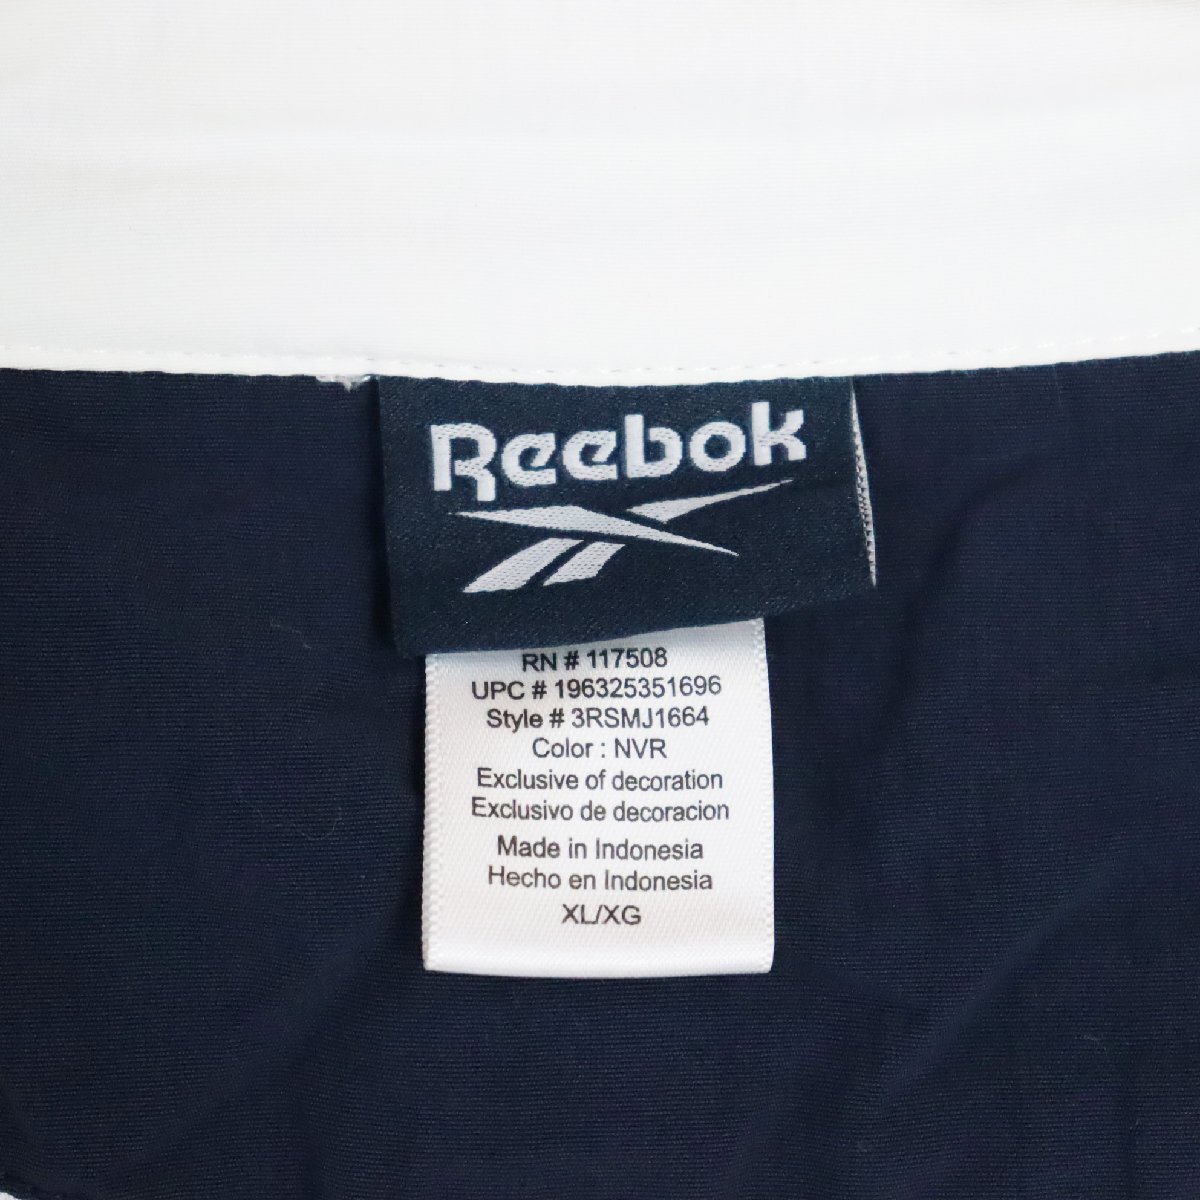 Reebok
RN # 117508
UPC # 196325351696
Style # 3RSMJ1664
Color : NVR
Exclusive of decoration
Exclusivo de decoracion
Made in Indonesia
Hecho en Indonesia
XL/XG